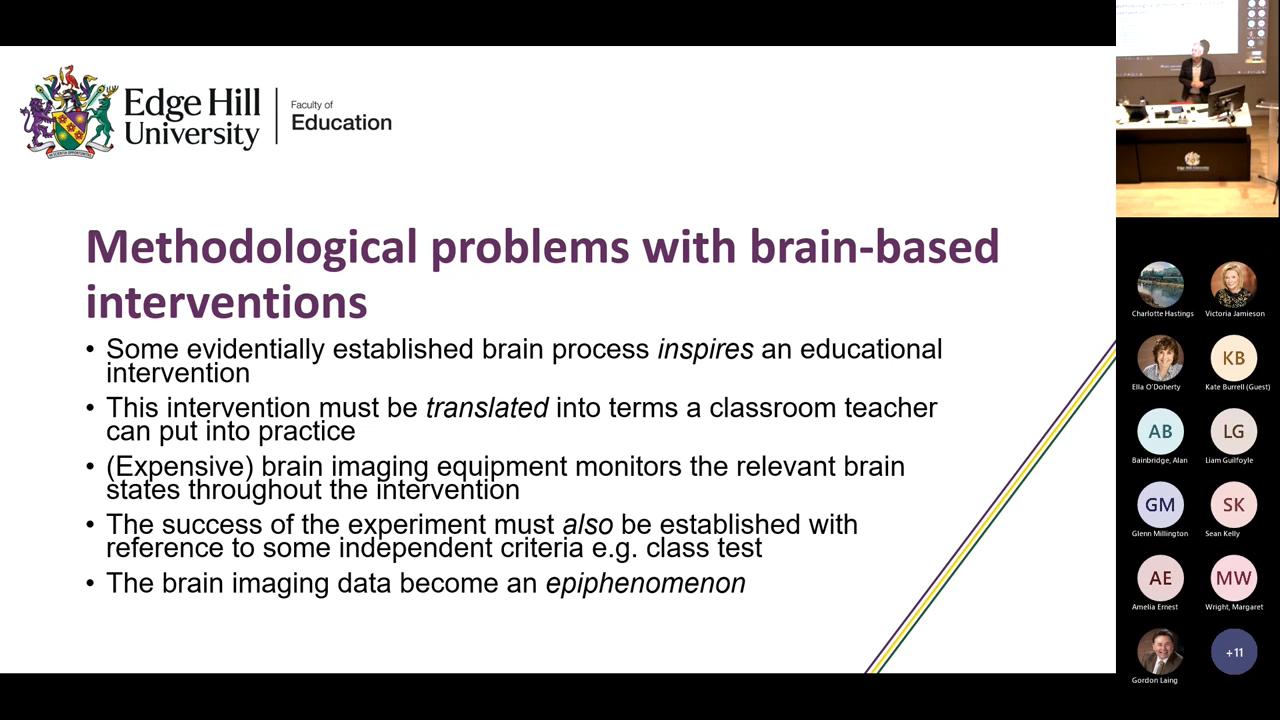 Edge Hill
University
Faculty of
Education
Methodological problems with brain-based
interventions
• Some evidentially established brain process inspires an educational
intervention
• This intervention must be translated into terms a classroom teacher
can put into practice
• (Expensive) brain imaging equipment monitors the relevant brain
states throughout the intervention
• The success of the experiment must also be established with
reference to some independent criteria e.g. class test
• The brain imaging data become an epiphenomenon
Charlotte Hastings
Victoria Jamieson
Ella O'Doherty
KB
Kate Burrell (Guest)
AB
Bainbridge, Alan
LG
Liam Guilfoyle
GM
Glenn Millington
SK
Sean Kelly
AE
Amelia Ernest
MW
Wright, Margaret
Gordon Laing
+11